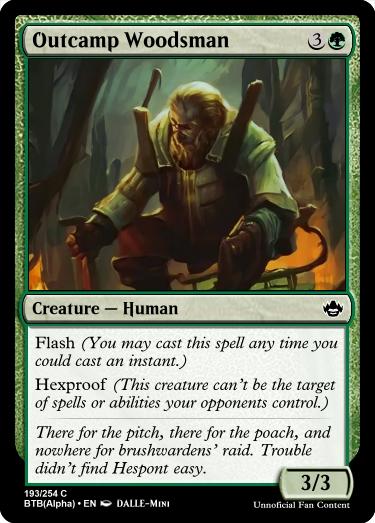 Outcamp Woodsman 3
Creature — Human
Flash (You may cast this spell any time you
could cast an instant.)
Hexproof (This creature can't be the target
of spells or abilities your opponents control.)
There for the pitch, there for the poach, and
nowhere for brushwardens' raid. Trouble
didn't find Hespont easy.
3/3
193/254 C
BTB(Alpha) • EN DALLE-Mini
Unnoficial Fan Content